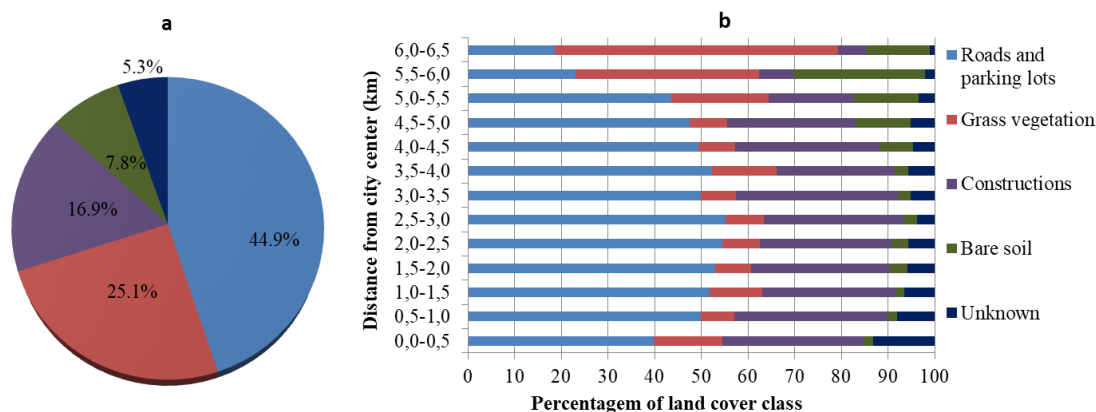 a
5.3%
7.8%
16.9%
44.9%
25.1%
b
Distance from city center (km)
6,0-6,5
5,5-6,0
5,0-5,5
4,5-5,0
4,0-4,5
3,5-4,0
3,0-3,5
2,5-3,0
2,0-2,5
1,5-2,0
1,0-1,5
0,5-1,0
0,0-0,5
0 10 20 30 40 50 60 70 80 90 100
Percentagem of land cover class
Roads and
parking lots
Grass vegetation
Constructions
Bare soil
Unknown